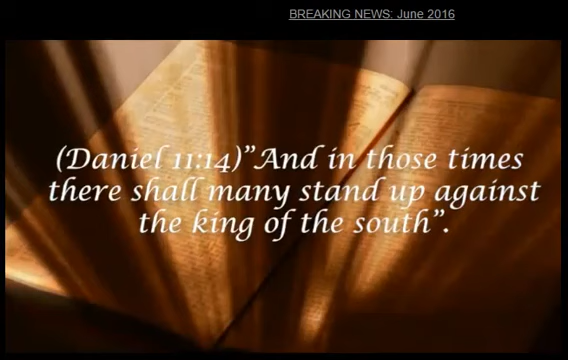 BREAKING NEWS: June 2016
(Daniel 11:14)”And in those times
there shall many stand up against
the king of the south”.